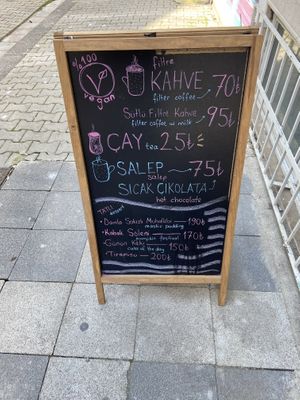 %100
vegan
filtre
KAHVE 70₺
filter coffee
Sütlü Filtre Kahve 95₺
filter coffee w milk
ÇAY tea 25₺
SALEP 75₺
salep
SICAK ÇİKOLATA
hot chocolate
TATLI
dessert
Damla Sakızlı Muhallebi 190₺
mastic pudding
Kabak Şöleni 170₺
pumpkin festival
Günün Keki 150₺
cake of the day
Tiramisu 200₺